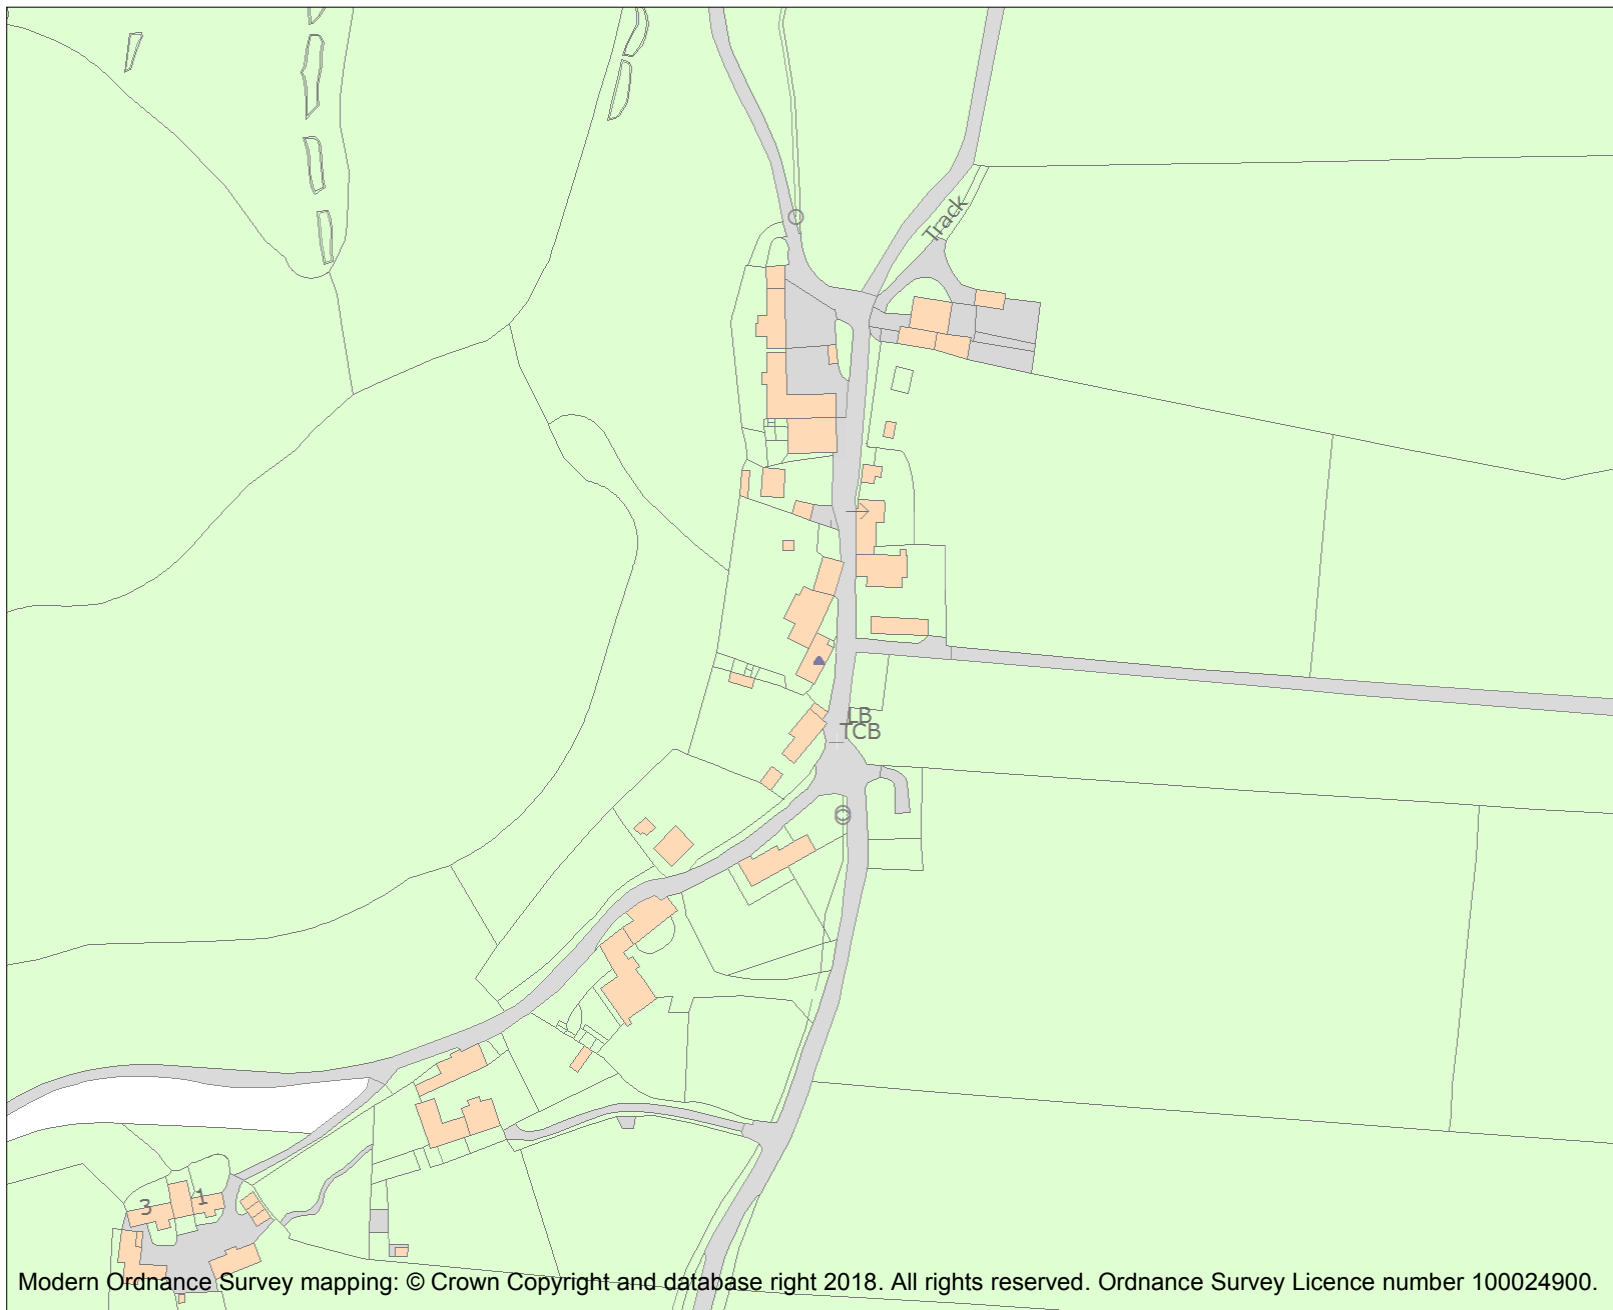 Track
LB
TCB
3
1
Modern Ordnance Survey mapping: © Crown Copyright and database right 2018. All rights reserved. Ordnance Survey Licence number 100024900.